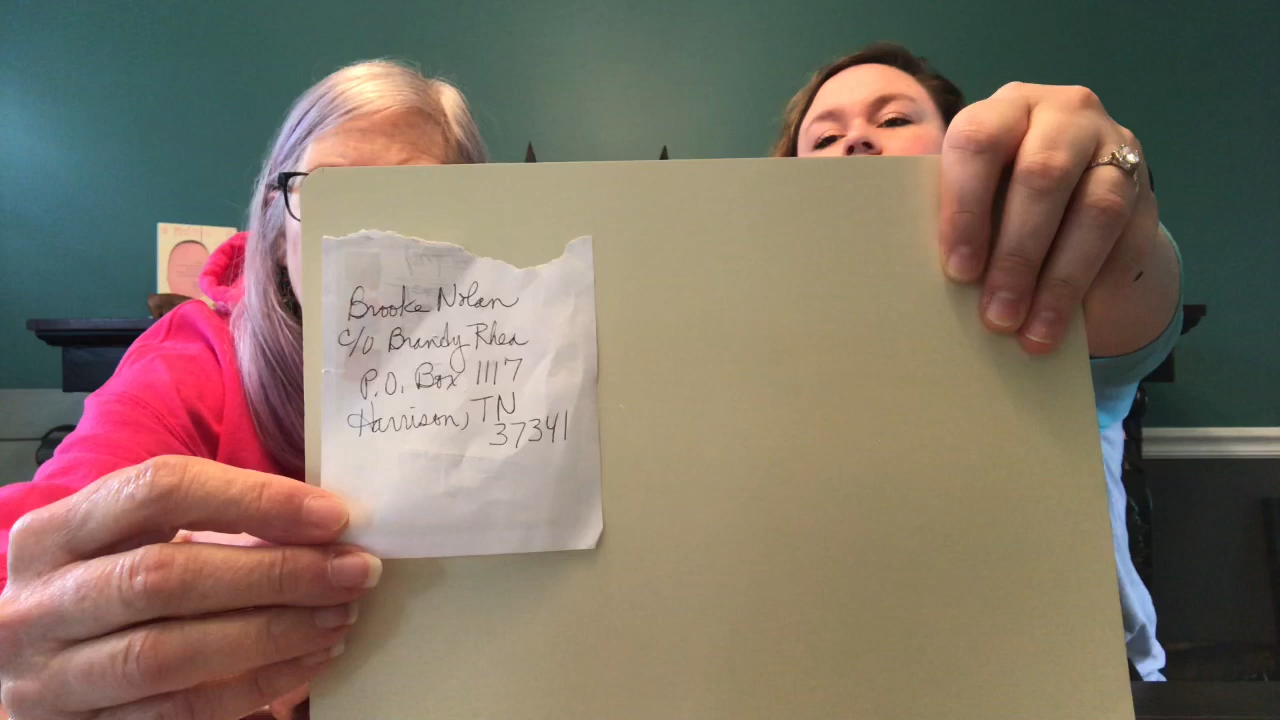 Brooke Nolan
c/o Brandy Rhea
P.O. Box 1117
Harrison, TN
37341